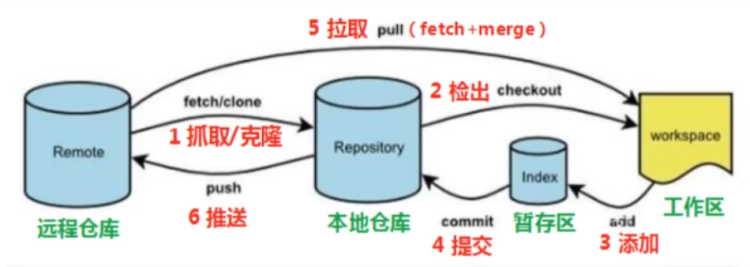 5 拉取 pull（fetch+merge）
fetch/clone
1 抓取/克隆
2 检出 checkout
Remote
Repository
workspace
Index
push
6 推送
commit
4 提交
add
3 添加
远程仓库
本地仓库
暂存区
工作区